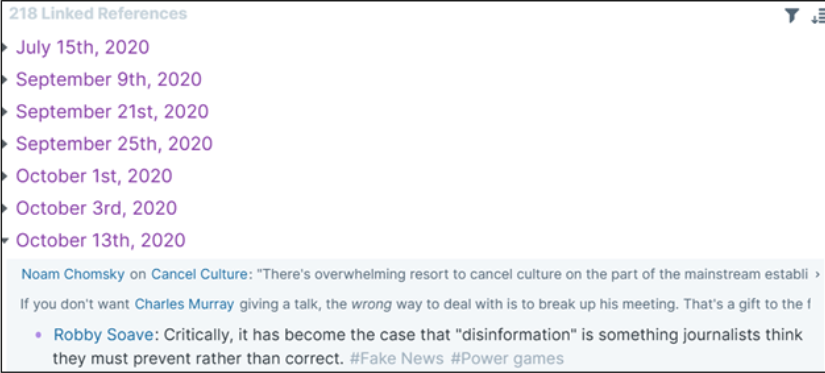 218 Linked References
July 15th, 2020
September 9th, 2020
September 21st, 2020
September 25th, 2020
October 1st, 2020
October 3rd, 2020
October 13th, 2020
Noam Chomsky on Cancel Culture: "There's overwhelming resort to cancel culture on the part of the mainstream establi ›
If you don't want Charles Murray giving a talk, the wrong way to deal with is to break up his meeting. That's a gift to the f
• Robby Soave: Critically, it has become the case that "disinformation" is something journalists think
they must prevent rather than correct. #Fake News #Power games